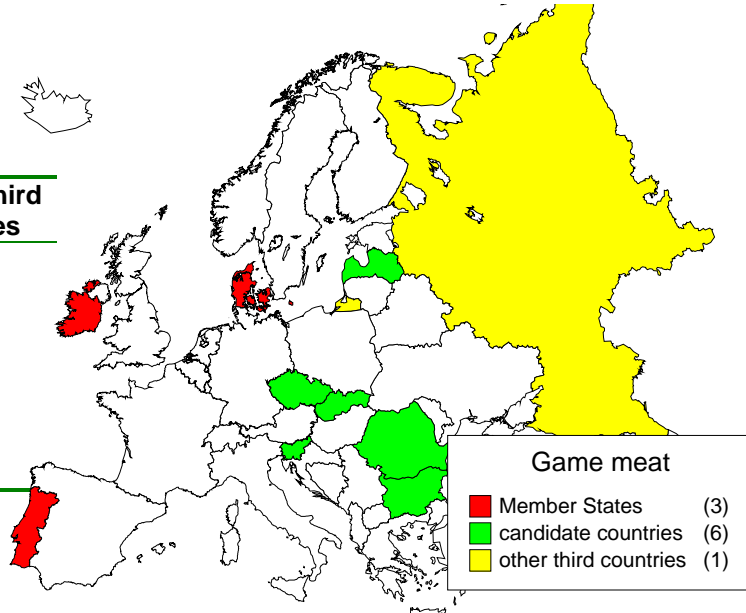 hird
es
Game meat
Member States (3)
candidate countries (6)
other third countries (1)